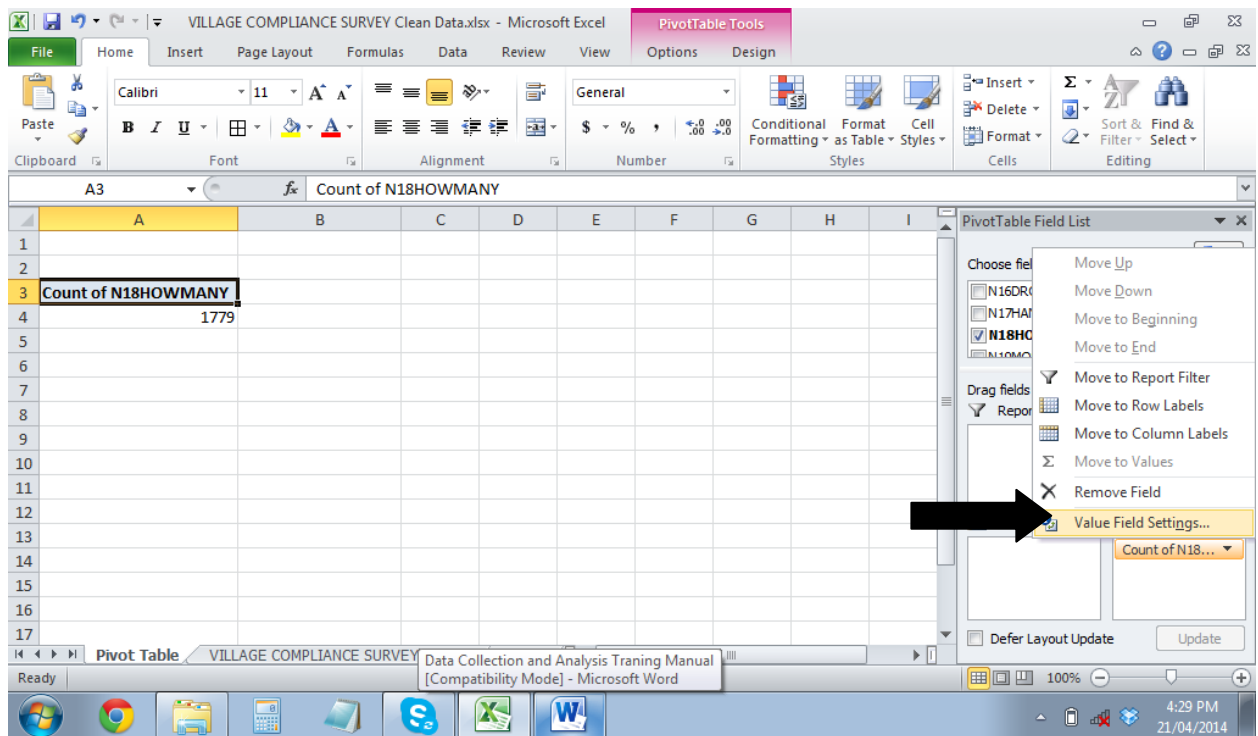 VILLAGE COMPLIANCE SURVEY Clean Data.xlsx - Microsoft Excel
PivotTable Tools
File Home Insert Page Layout Formulas Data Review View Options Design
Paste
Calibri 11 A A
B I U A
General
$ % , .0 .00 .00 .0
Conditional Formatting
Format as Table
Cell Styles
Insert
Delete
Format
Σ
Sort & Filter
Find & Select
Clipboard Font Alignment Number Styles Cells Editing
A3 fx Count of N18HOWMANY
A B C D E F G H I
1
2
3 Count of N18HOWMANY
4 1779
5
6
7
8
9
10
11
12
13
14
15
16
17
PivotTable Field List
Choose fiel
N16DR
N17HA
N18HO
N19MO
Drag fields
Repor
Move Up
Move Down
Move to Beginning
Move to End
Move to Report Filter
Move to Row Labels
Move to Column Labels
Σ Move to Values
Remove Field
Value Field Settings...
Count of N18...
Defer Layout Update Update
Pivot Table VILLAGE COMPLIANCE SURVEY
Data Collection and Analysis Traning Manual
[Compatibility Mode] - Microsoft Word
Ready 100%
4:29 PM
21/04/2014